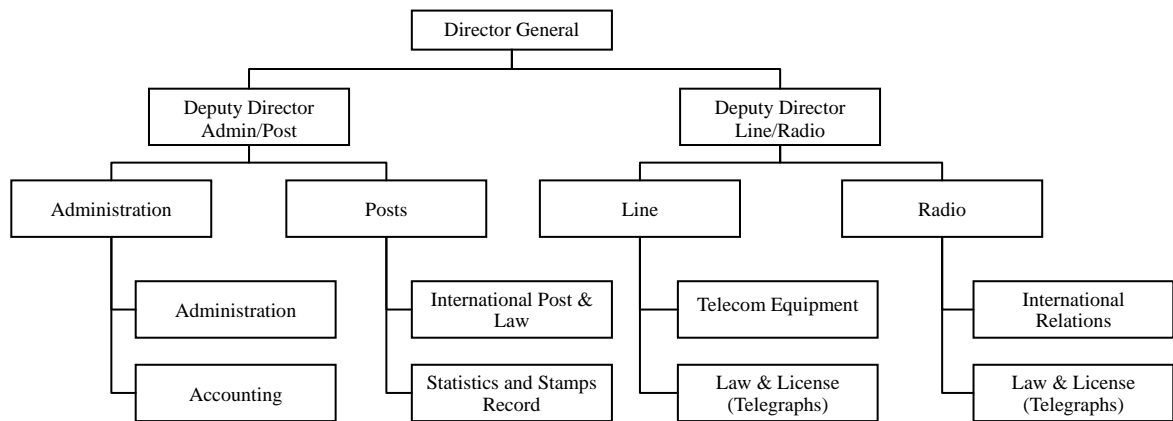 Director General
Deputy Director
Admin/Post
Deputy Director
Line/Radio
Administration
Posts
Line
Radio
Administration
International Post &
Law
Telecom Equipment
International
Relations
Accounting
Statistics and Stamps
Record
Law & License
(Telegraphs)
Law & License
(Telegraphs)